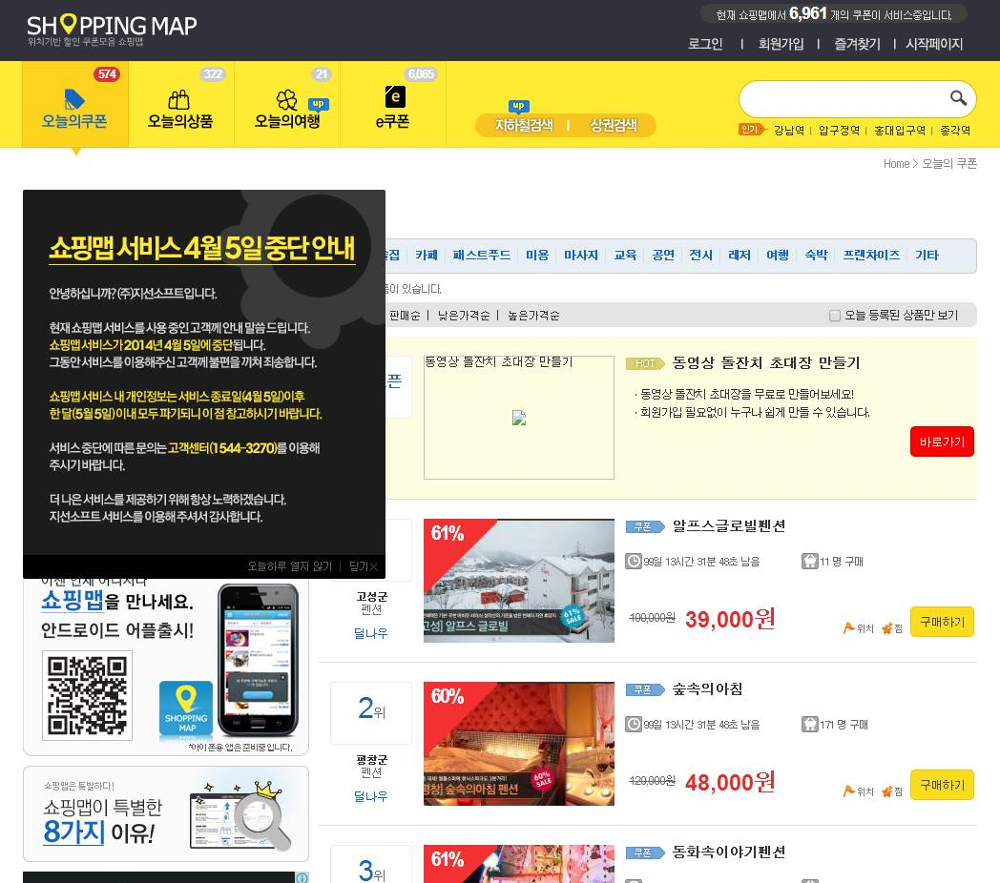 SHOPPING MAP
위치기반 할인 쿠폰모음 쇼핑맵
현재 쇼핑맵에서 6,961 개의 쿠폰이 서비스중입니다.
로그인 | 회원가입 | 즐겨찾기 | 시작페이지
574
322
21
6,065
up
오늘의쿠폰
오늘의상품
오늘의여행
e쿠폰
up
지하철검색 | 상권검색
인기 강남역 | 압구정역 | 홍대입구역 | 종각역
Home > 오늘의 쿠폰
쇼핑맵 서비스 4월 5일 중단 안내
안녕하십니까? (주)지선소프트입니다.
현재 쇼핑맵 서비스를 사용 중인 고객께 안내 말씀 드립니다.
쇼핑맵 서비스가 2014년 4월 5일에 중단됩니다.
그동안 서비스를 이용해주신 고객께 불편을 끼쳐 죄송합니다.
쇼핑맵 서비스 내 개인정보는 서비스 종료일(4월 5일)이후
한 달(5월 5일) 이내 모두 파기되니 이 점 참고하시기 바랍니다.
서비스 중단에 따른 문의는 고객센터(1544-3270)를 이용해
주시기 바랍니다.
더 나은 서비스를 제공하기 위해 항상 노력하겠습니다.
지선소프트 서비스를 이용해 주셔서 감사합니다.
오늘하루 열지 않기 | 닫기×
카페 패스트푸드 미용 마사지 교육 공연 전시 레저 여행 숙박 프랜차이즈 기타
이 있습니다.
판매순 | 낮은가격순 | 높은가격순
오늘 등록된 상품만 보기
동영상 돌잔치 초대장 만들기
HOT 동영상 돌잔치 초대장 만들기
· 동영상 돌잔치 초대장을 무료로 만들어보세요!
· 회원가입 필요없이 누구나 쉽게 만들 수 있습니다.
바로가기
61%
고성] 알프스 글로빌
61% SALE
고성군
펜션
딜나우
쿠폰 알프스글로빌펜션
99일 13시간 31분 48초 남음
11 명 구매
100,000원 39,000원
위치 찜
구매하기
2위
평창군
펜션
딜나우
60%
평창] 숲속의아침 펜션
60% SALE
쿠폰 숲속의아침
99일 13시간 31분 48초 남음
171 명 구매
120,000원 48,000원
위치 찜
구매하기
3위
61%
쿠폰 동화속이야기펜션
쇼핑맵을 만나세요.
안드로이드 어플출시!
SHOPPING
MAP
*아이폰용 앱은 준비중입니다.
쇼핑맵은 특별하다!
쇼핑맵이 특별한
8가지 이유!